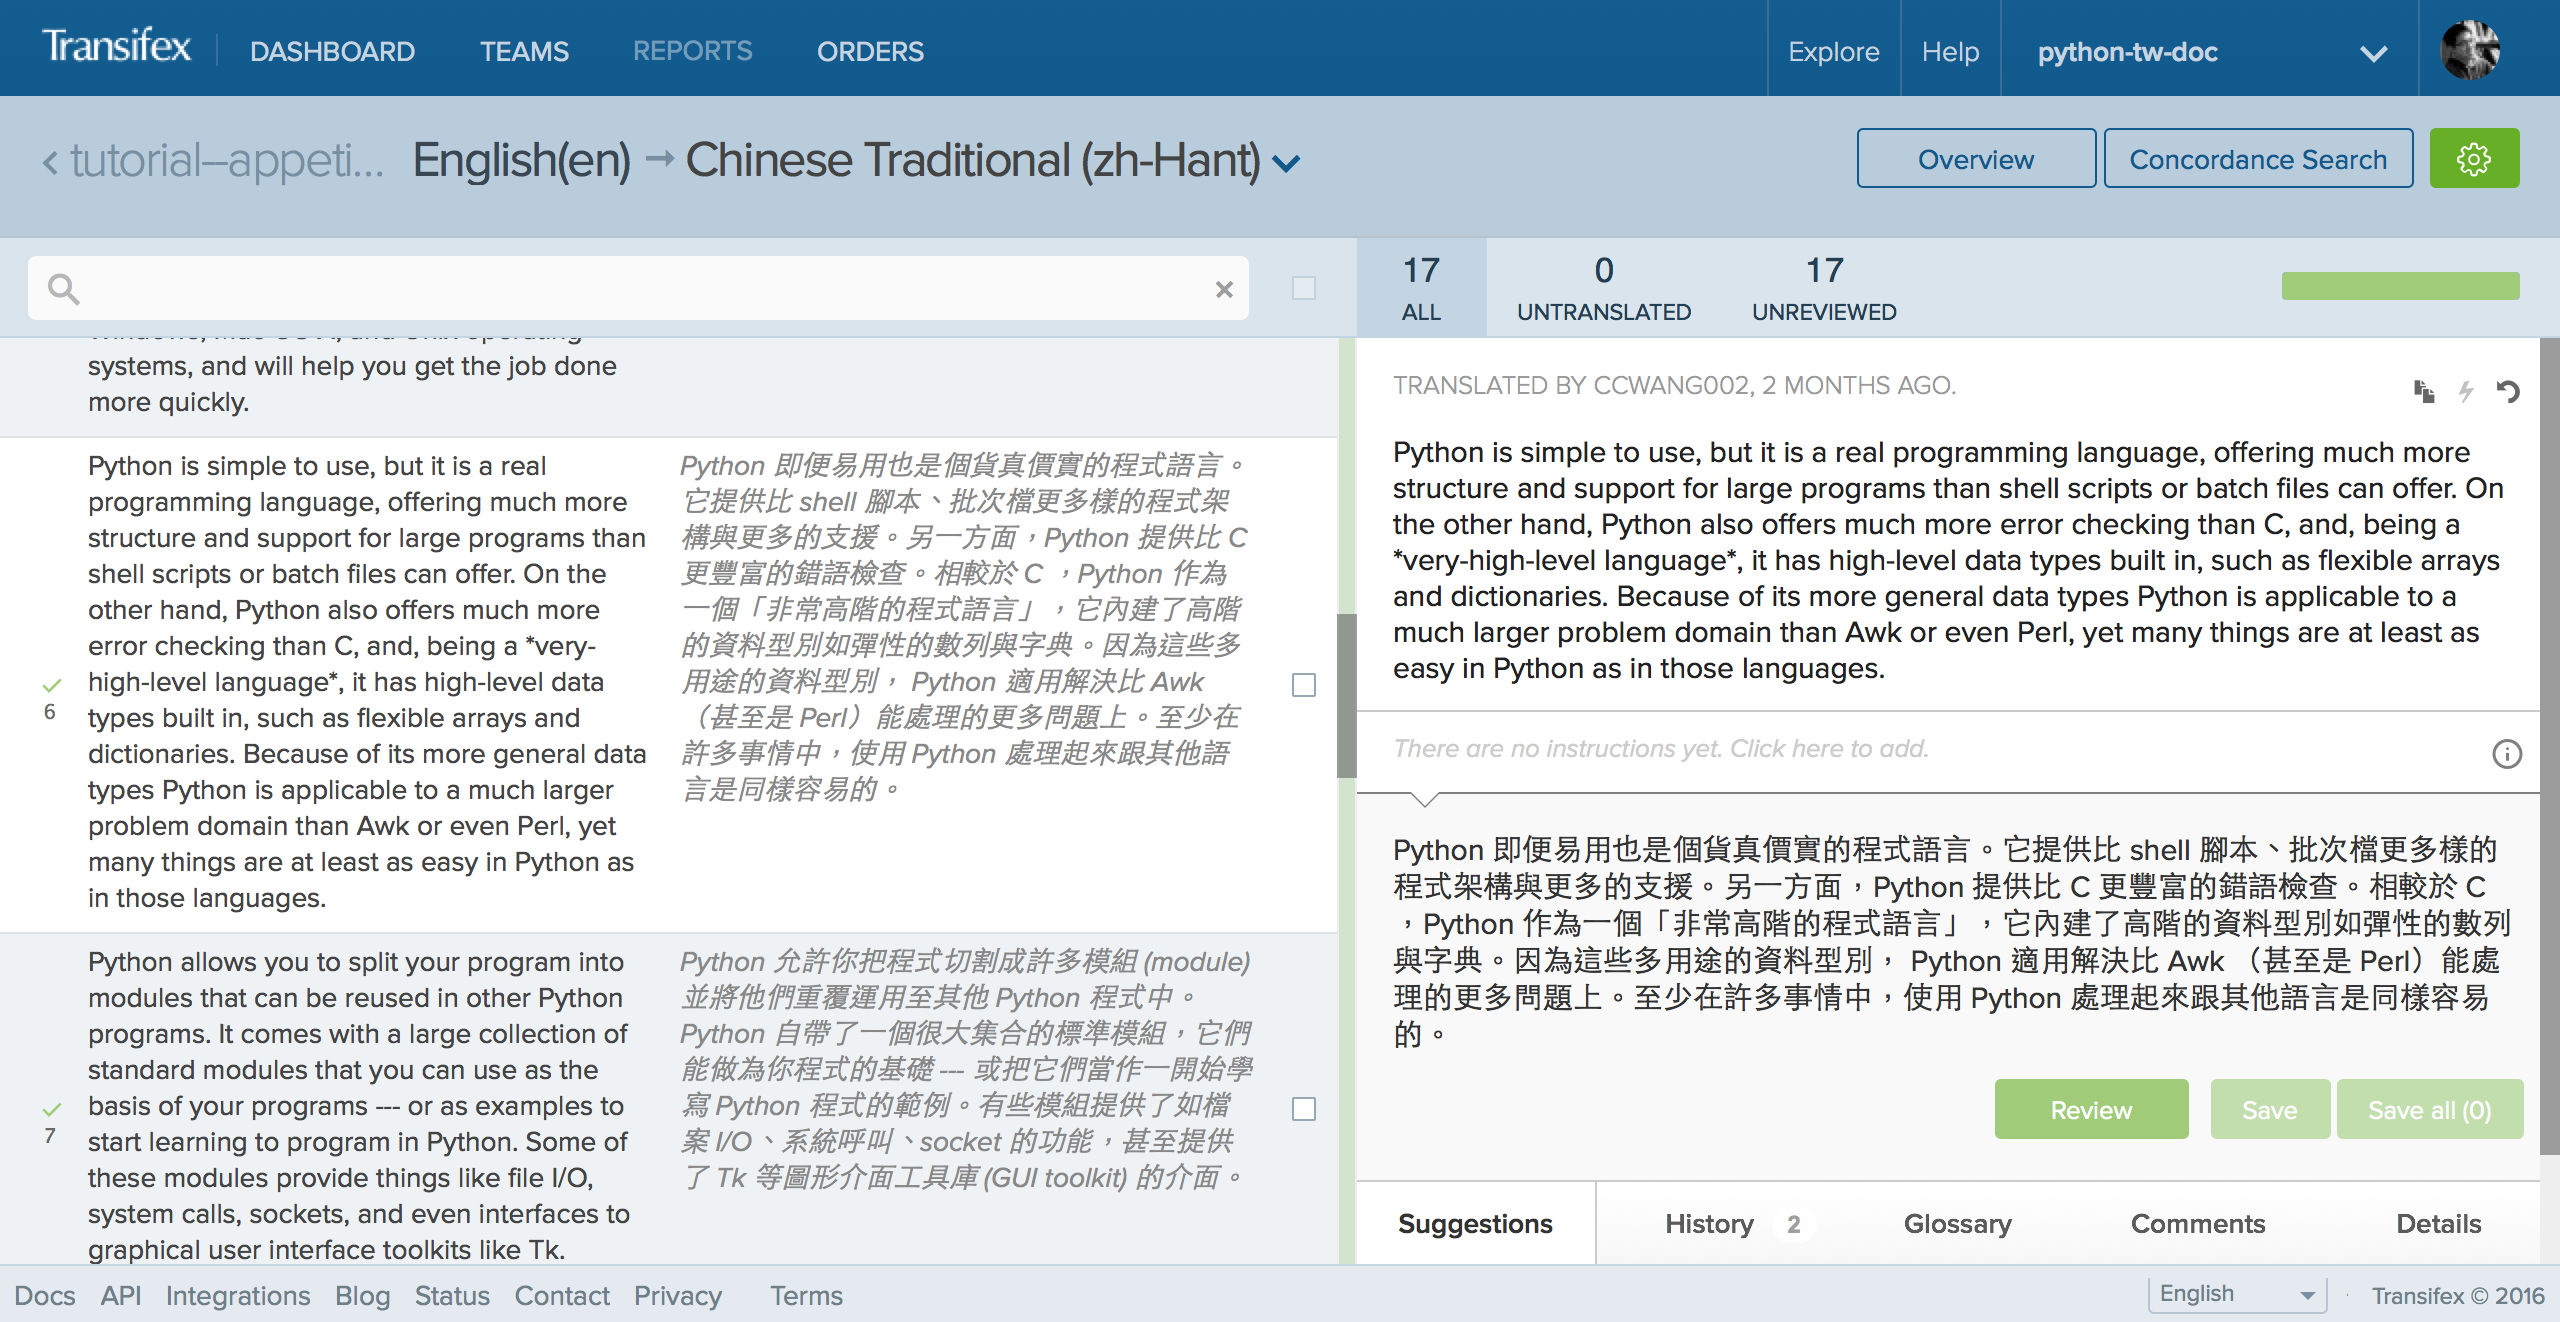 Transifex DASHBOARD TEAMS REPORTS ORDERS Explore Help python-tw-doc
tutorial--appeti... English(en) → Chinese Traditional (zh-Hant) Overview Concordance Search
17 ALL
0 UNTRANSLATED
17 UNREVIEWED
Windows, Mac OS X, and Unix operating
systems, and will help you get the job done
more quickly.
6
Python is simple to use, but it is a real
programming language, offering much more
structure and support for large programs than
shell scripts or batch files can offer. On the
other hand, Python also offers much more
error checking than C, and, being a *very-
high-level language*, it has high-level data
types built in, such as flexible arrays and
dictionaries. Because of its more general data
types Python is applicable to a much larger
problem domain than Awk or even Perl, yet
many things are at least as easy in Python as
in those languages.
Python 即便易用也是個貨真價實的程式語言。
它提供比 shell 腳本、批次檔更多樣的程式架
構與更多的支援。另一方面，Python 提供比 C
更豐富的錯語檢查。相較於 C ，Python 作為
一個「非常高階的程式語言」，它內建了高階
的資料型別如彈性的數列與字典。因為這些多
用途的資料型別， Python 適用解決比 Awk
（甚至是 Perl）能處理的更多問題上。至少在
許多事情中，使用 Python 處理起來跟其他語
言是同樣容易的。
7
Python allows you to split your program into
modules that can be reused in other Python
programs. It comes with a large collection of
standard modules that you can use as the
basis of your programs --- or as examples to
start learning to program in Python. Some of
these modules provide things like file I/O,
system calls, sockets, and even interfaces to
graphical user interface toolkits like Tk.
Python 允許你把程式切割成許多模組 (module)
並將他們重覆運用至其他 Python 程式中。
Python 自帶了一個很大集合的標準模組，它們
能做為你程式的基礎 --- 或把它們當作一開始學
寫 Python 程式的範例。有些模組提供了如檔
案 I/O、系統呼叫、socket 的功能，甚至提供
了 Tk 等圖形介面工具庫 (GUI toolkit) 的介面。
TRANSLATED BY CCWANG002, 2 MONTHS AGO.
Python is simple to use, but it is a real programming language, offering much more
structure and support for large programs than shell scripts or batch files can offer. On
the other hand, Python also offers much more error checking than C, and, being a
*very-high-level language*, it has high-level data types built in, such as flexible arrays
and dictionaries. Because of its more general data types Python is applicable to a
much larger problem domain than Awk or even Perl, yet many things are at least as
easy in Python as in those languages.
There are no instructions yet. Click here to add.
Python 即便易用也是個貨真價實的程式語言。它提供比 shell 腳本、批次檔更多樣的
程式架構與更多的支援。另一方面，Python 提供比 C 更豐富的錯語檢查。相較於 C
，Python 作為一個「非常高階的程式語言」，它內建了高階的資料型別如彈性的數列
與字典。因為這些多用途的資料型別， Python 適用解決比 Awk （甚至是 Perl）能處
理的更多問題上。至少在許多事情中，使用 Python 處理起來跟其他語言是同樣容易
的。
Review Save Save all (0)
Suggestions History 2 Glossary Comments Details
Docs API Integrations Blog Status Contact Privacy Terms English Transifex © 2016